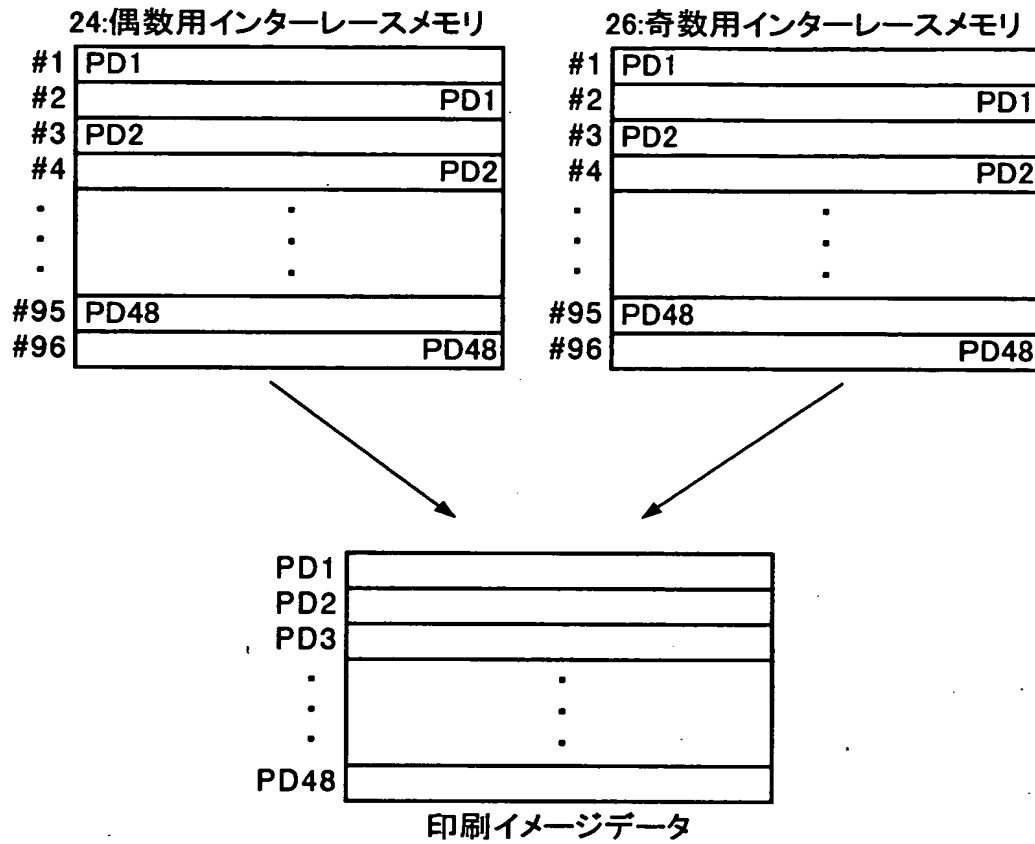 24:偶数用インターレースメモリ
#1 PD1
#2 PD1
#3 PD2
#4 PD2
#95 PD48
#96 PD48
26:奇数用インターレースメモリ
#1 PD1
#2 PD1
#3 PD2
#4 PD2
#95 PD48
#96 PD48
PD1
PD2
PD3
PD48
印刷イメージデータ